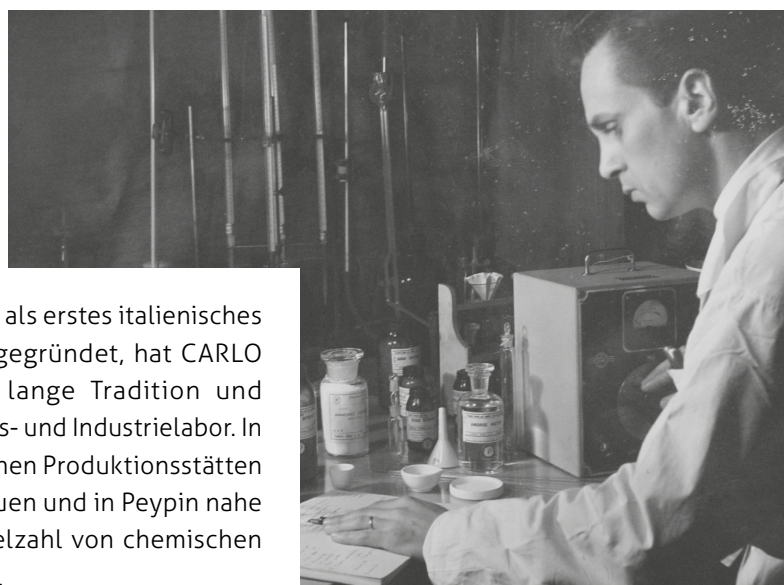 als erstes italienisches
gegründet, hat CARLO
lange Tradition und
s- und Industrielabor. In
nen Produktionsstätten
uen und in Peypin nahe
elzahl von chemischen